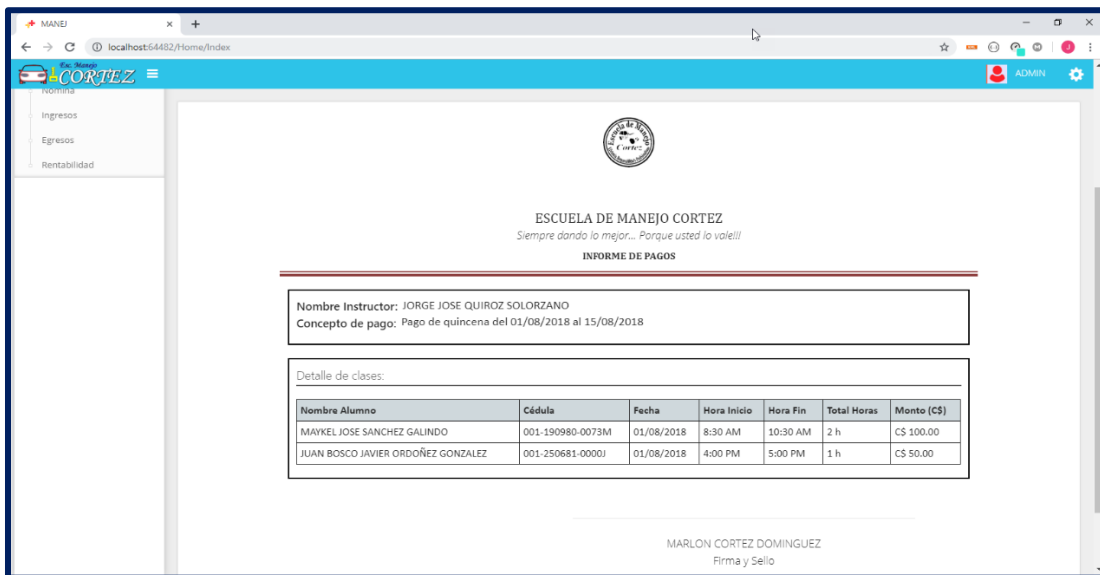 MANEJ
localhost:64482/Home/Index
J
Esc. Manejo
CORTEZ
ADMIN
Nomina
Ingresos
Egresos
Rentabilidad
Escuela de Manejo
Cortez
ESCUELA DE MANEJO CORTEZ
Siempre dando lo mejor... Porque usted lo vale!!!
INFORME DE PAGOS
Nombre Instructor: JORGE JOSE QUIROZ SOLORZANO
Concepto de pago: Pago de quincena del 01/08/2018 al 15/08/2018
Detalle de clases:
Nombre Alumno Cédula Fecha Hora Inicio Hora Fin Total Horas Monto (C$)
MAYKEL JOSE SANCHEZ GALINDO 001-190980-0073M 01/08/2018 8:30 AM 10:30 AM 2 h C$ 100.00
JUAN BOSCO JAVIER ORDOÑEZ GONZALEZ 001-250681-0000J 01/08/2018 4:00 PM 5:00 PM 1 h C$ 50.00
MARLON CORTEZ DOMINGUEZ
Firma y Sello